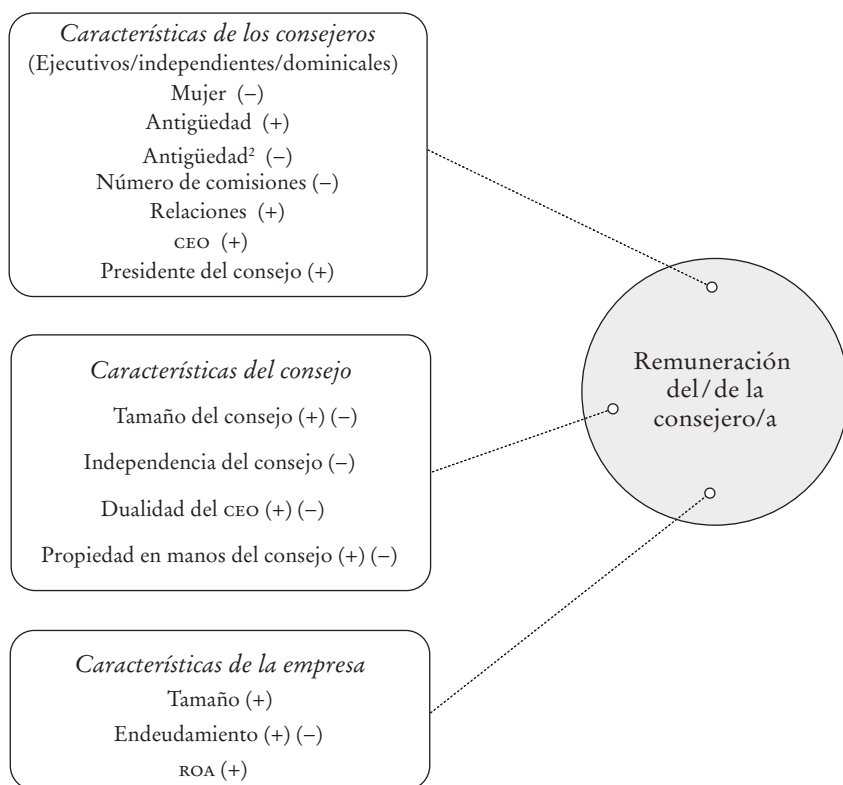 Características de los consejeros
(Ejecutivos/independientes/dominicales)
Mujer (–)
Antigüedad (+)
Antigüedad² (–)
Número de comisiones (–)
Relaciones (+)
CEO (+)
Presidente del consejo (+)
Características del consejo
Tamaño del consejo (+) (–)
Independencia del consejo (–)
Dualidad del CEO (+) (–)
Propiedad en manos del consejo (+) (–)
Características de la empresa
Tamaño (+)
Endeudamiento (+) (–)
ROA (+)
Remuneración
del/de la
consejero/a